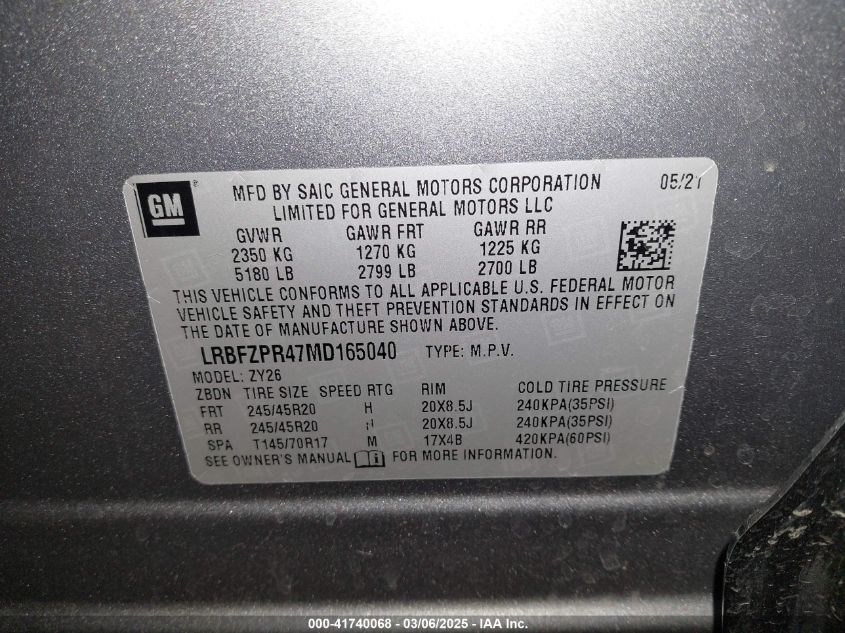 GM ®
MFD BY SAIC GENERAL MOTORS CORPORATION 05/21
LIMITED FOR GENERAL MOTORS LLC
GVWR GAWR FRT GAWR RR
2350 KG 1270 KG 1225 KG
5180 LB 2799 LB 2700 LB
THIS VEHICLE CONFORMS TO ALL APPLICABLE U.S. FEDERAL MOTOR
VEHICLE SAFETY AND THEFT PREVENTION STANDARDS IN EFFECT ON
THE DATE OF MANUFACTURE SHOWN ABOVE.
LRBFZPR47MD165040 TYPE: M.P.V.
MODEL: ZY26
ZBDN TIRE SIZE SPEED RTG RIM COLD TIRE PRESSURE
FRT 245/45R20 H 20X8.5J 240KPA(35PSI)
RR 245/45R20 H 20X8.5J 240KPA(35PSI)
SPA T145/70R17 M 17X4B 420KPA(60PSI)
SEE OWNER'S MANUAL FOR MORE INFORMATION.
000-41740068 - 03/06/2025 - IAA Inc.